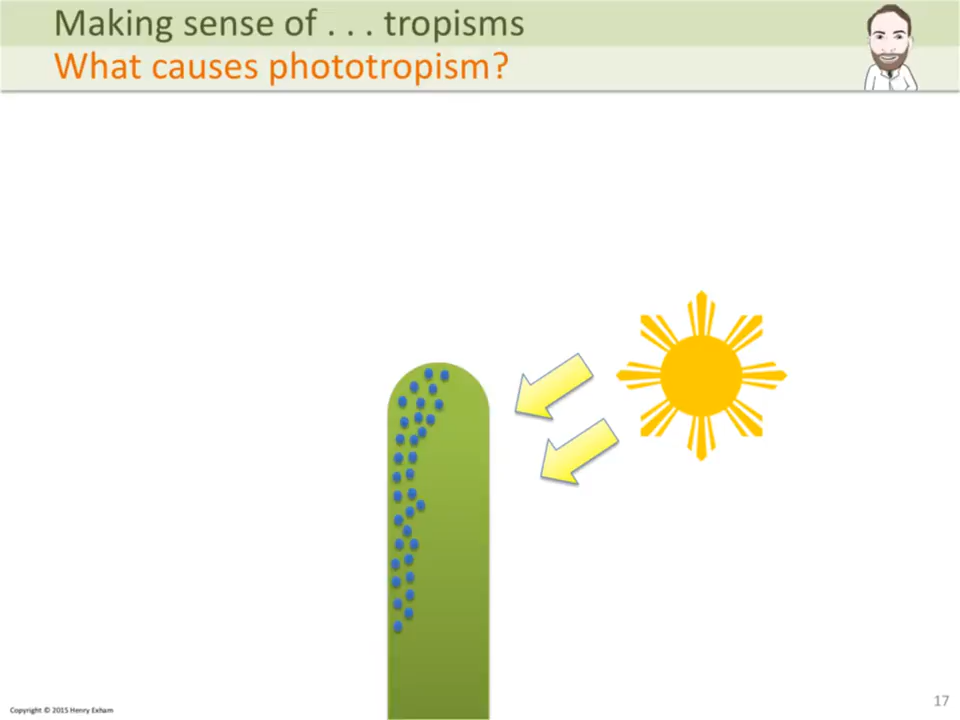 Making sense of . . . tropisms
What causes phototropism?
Copyright © 2015 Henry Exham
17